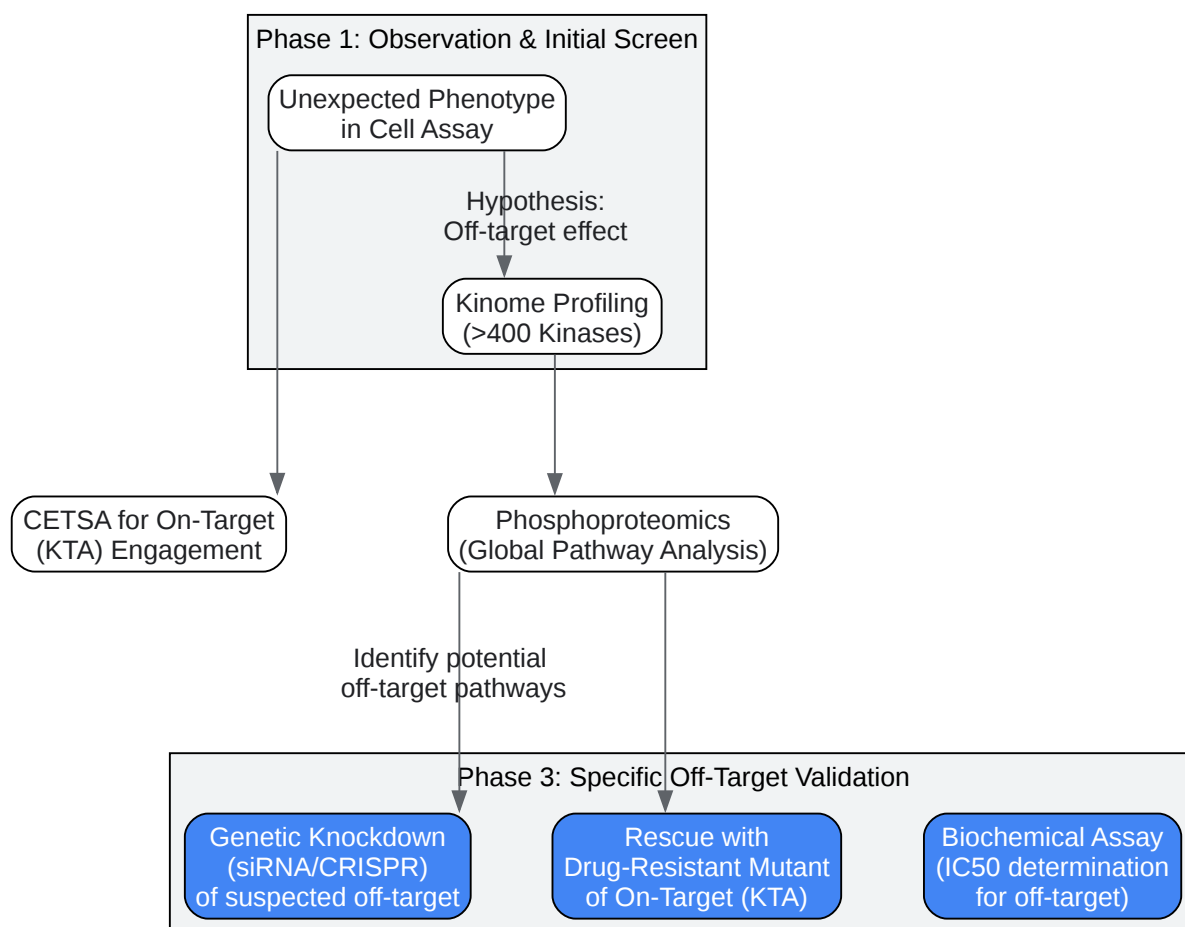 Phase 1: Observation & Initial Screen
Unexpected Phenotype
in Cell Assay
Hypothesis:
Off-target effect
Kinome Profiling
(>400 Kinases)
CETSA for On-Target
(KTA) Engagement
Phosphoproteomics
(Global Pathway Analysis)
Identify potential
off-target pathways
Phase 3: Specific Off-Target Validation
Genetic Knockdown
(siRNA/CRISPR)
of suspected off-target
Rescue with
Drug-Resistant Mutant
of On-Target (KTA)
Biochemical Assay
(IC50 determination
for off-target)